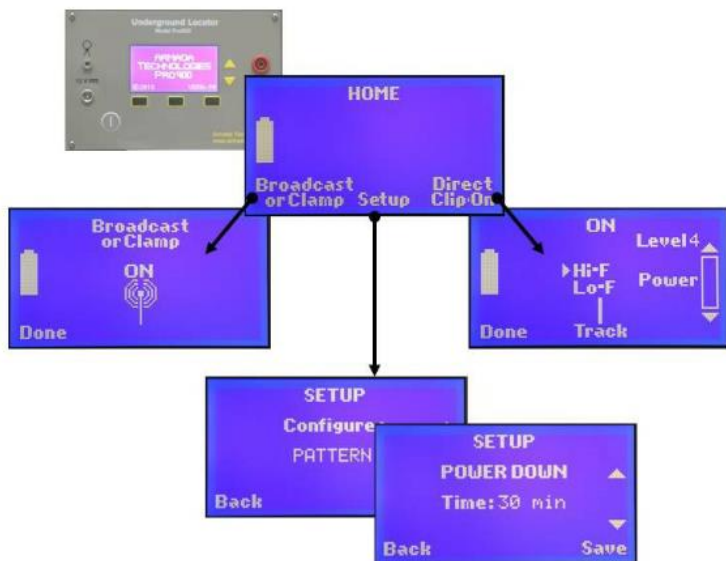 Underground Locator
ARMADA
TECHNOLOGIES
PRO900
HOME
Broadcast
or Clamp
Setup
Direct
Clip-On
Broadcast
or Clamp
ON
Done
ON
Level 4
Hi-F
Lo-F
Power
Done
Track
SETUP
Configure
PATTERN
Back
SETUP
POWER DOWN
Time: 30 min
Back
Save